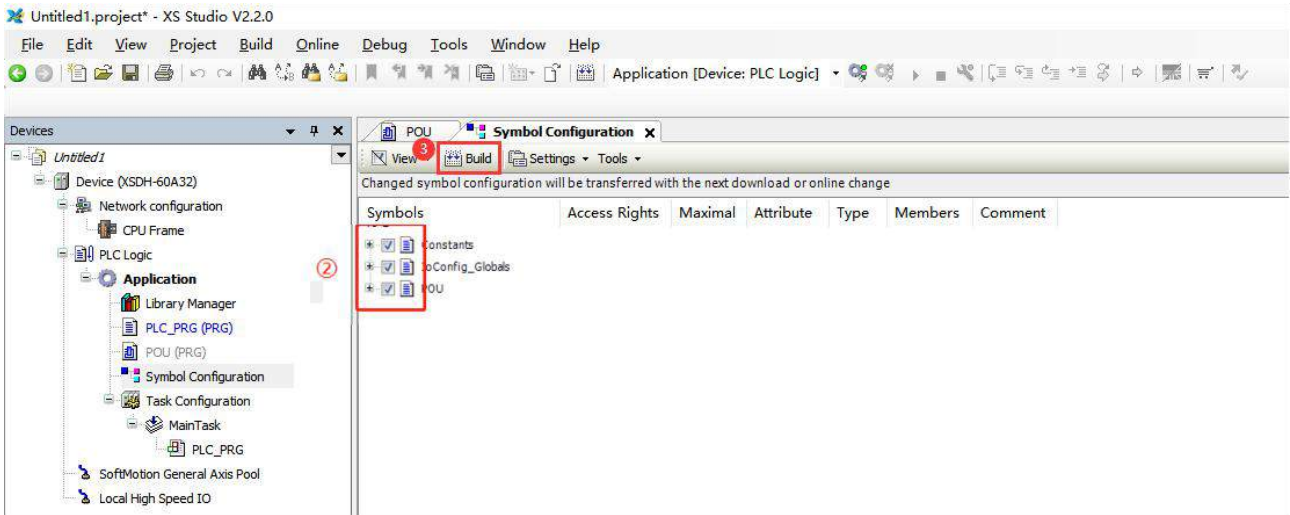 Untitled1.project* - XS Studio V2.2.0
File Edit View Project Build Online Debug Tools Window Help
Application [Device: PLC Logic]
Devices
Untitled1
Device (XSDH-60A32)
Network configuration
CPU Frame
PLC Logic
Application
Library Manager
PLC_PRG (PRG)
POU (PRG)
Symbol Configuration
Task Configuration
MainTask
PLC_PRG
SoftMotion General Axis Pool
Local High Speed IO
②
POU Symbol Configuration
View 3 Build Settings Tools
Changed symbol configuration will be transferred with the next download or online change
Symbols Access Rights Maximal Attribute Type Members Comment
Constants
IoConfig_Globals
POU